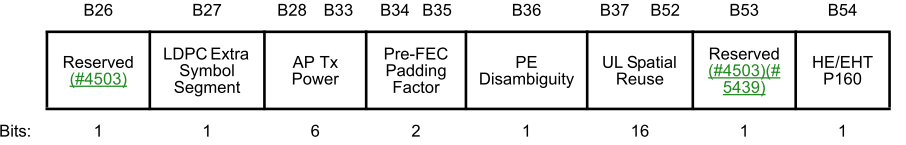 B26 B27 B28 B33 B34 B35 B36 B37 B52 B53 B54
Reserved
(#4503)
LDPC Extra
Symbol
Segment
AP Tx
Power
Pre-FEC
Padding
Factor
PE
Disambiguity
UL Spatial
Reuse
Reserved
(#4503)(#
5439)
HE/EHT
P160
Bits: 1 1 6 2 1 16 1 1